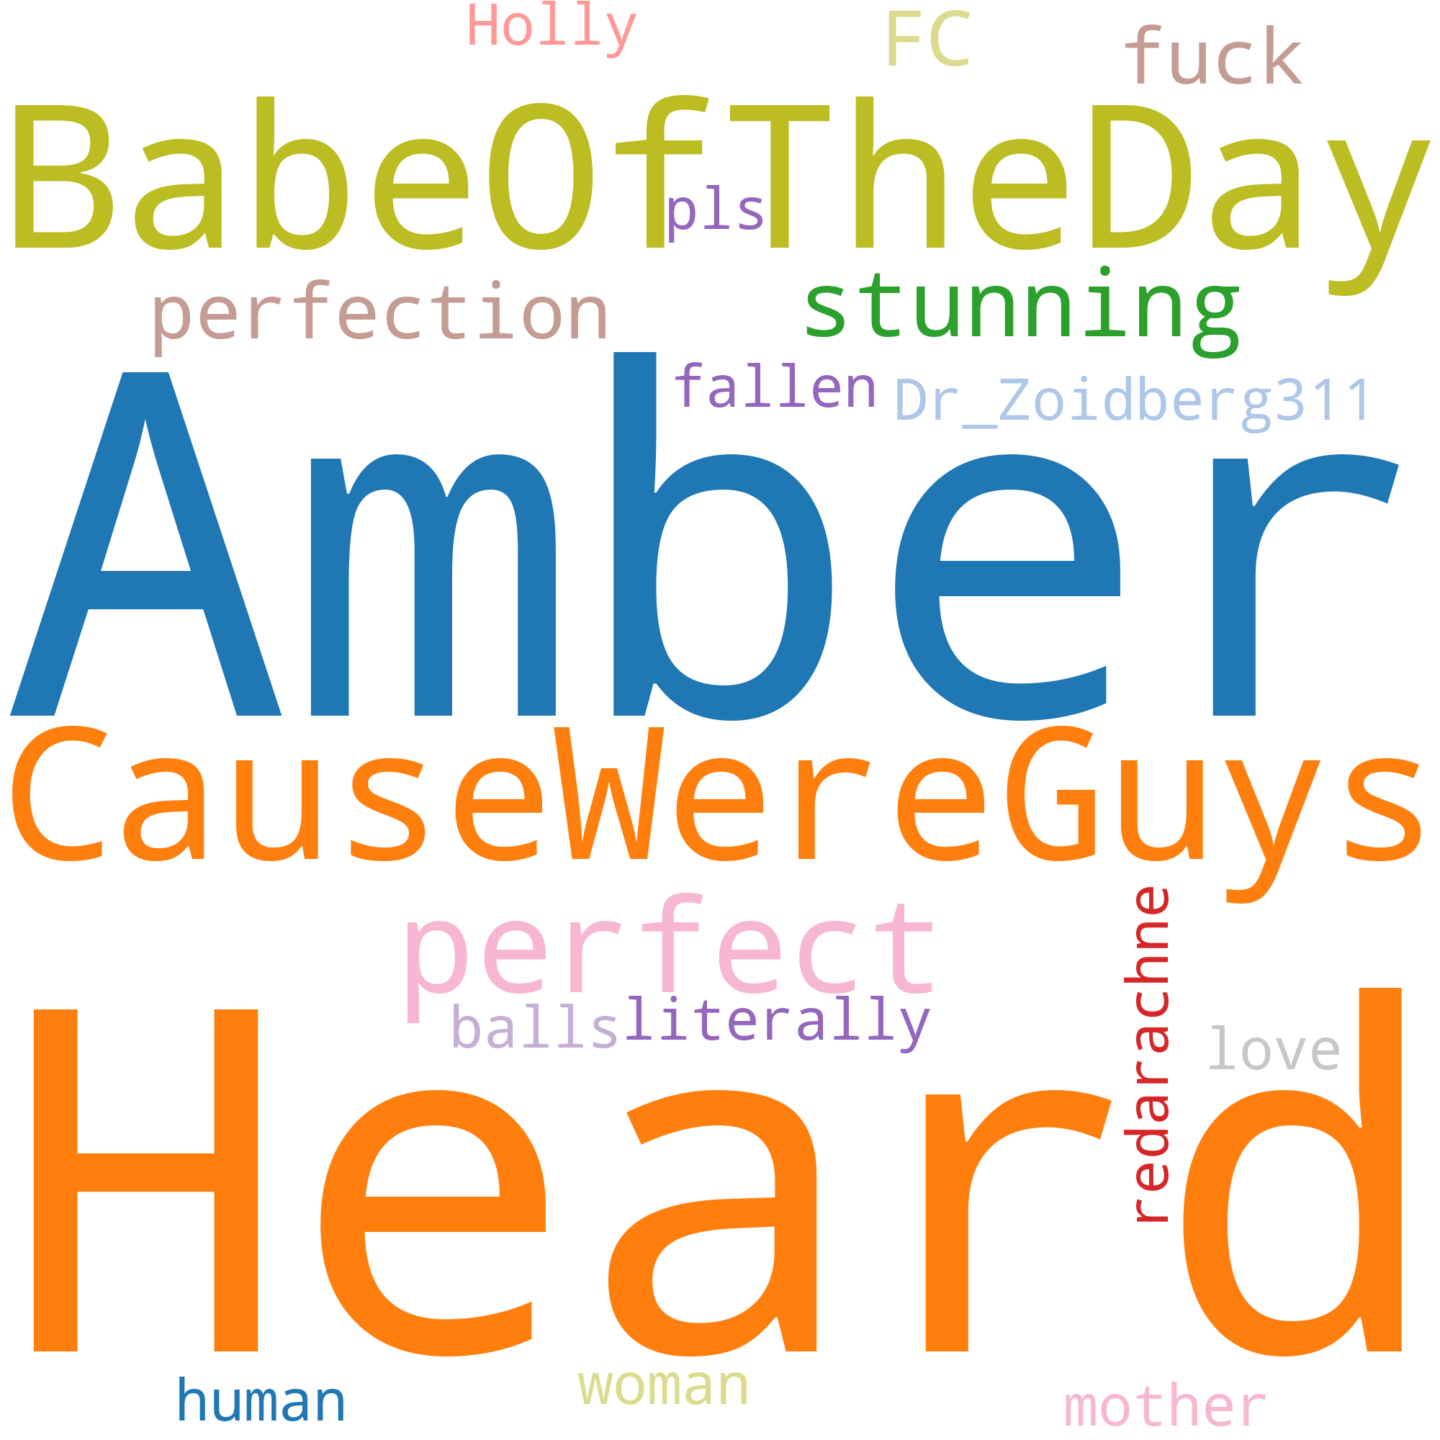 Holly FC fuck
BabeOfTheDay
pls
perfection stunning
fallen Dr_Zoidberg311
Amber
CauseWereGuys
perfect
redarachne
balls literally
love
Heard
human woman mother